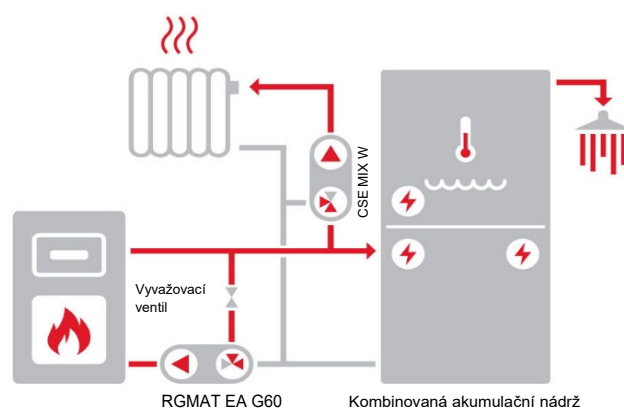 CSE MIX W
Vyvažovací
ventil
RGMAT EA G60
Kombinovaná akumulační nádrž